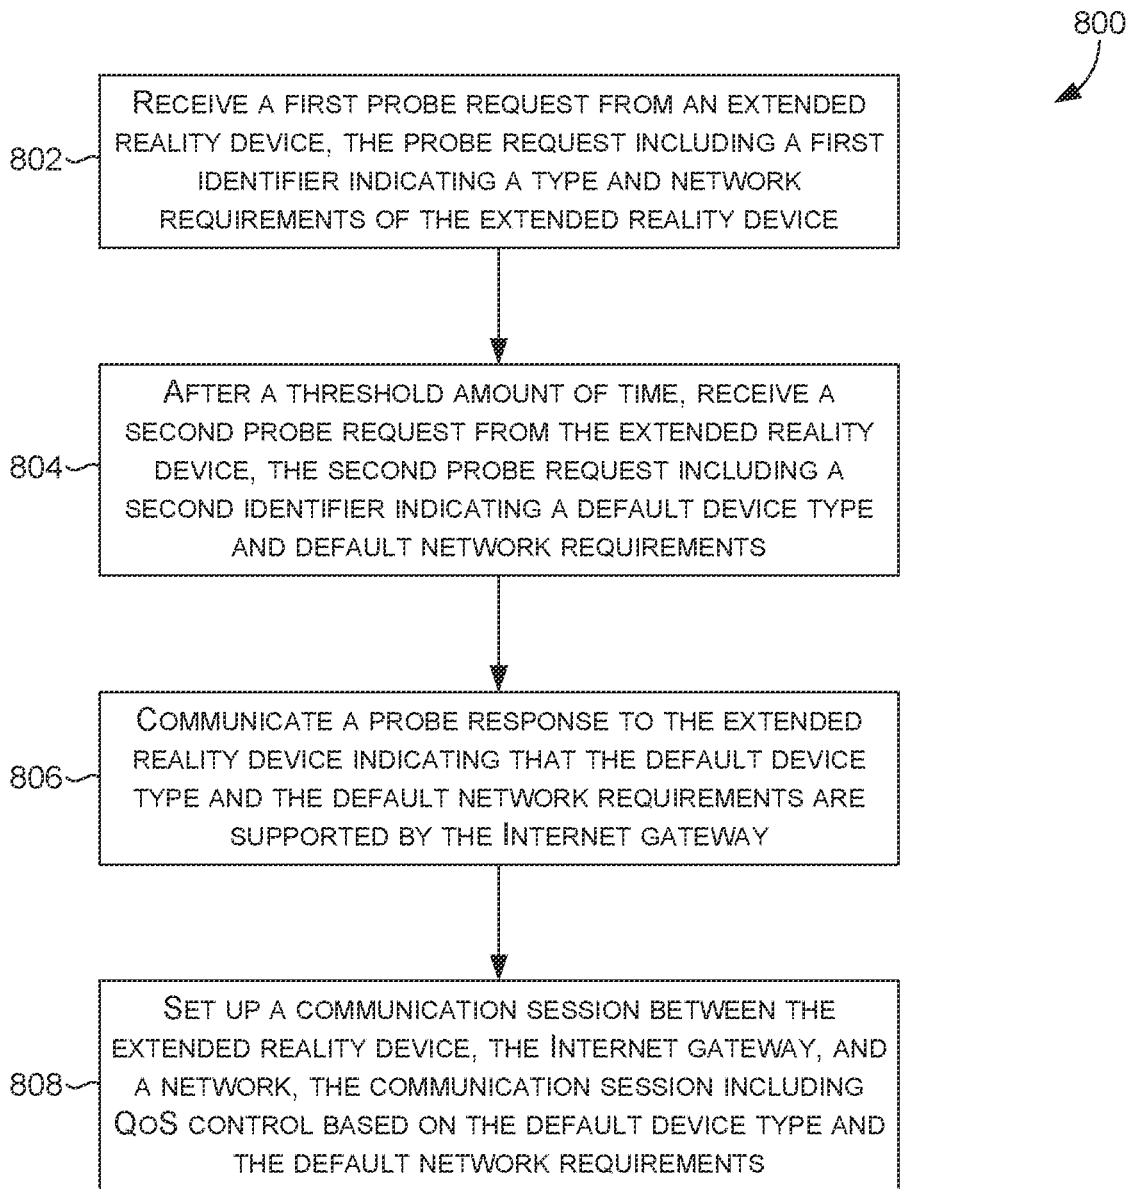 800
802
RECEIVE A FIRST PROBE REQUEST FROM AN EXTENDED
REALITY DEVICE, THE PROBE REQUEST INCLUDING A FIRST
IDENTIFIER INDICATING A TYPE AND NETWORK
REQUIREMENTS OF THE EXTENDED REALITY DEVICE
804
AFTER A THRESHOLD AMOUNT OF TIME, RECEIVE A
SECOND PROBE REQUEST FROM THE EXTENDED REALITY
DEVICE, THE SECOND PROBE REQUEST INCLUDING A
SECOND IDENTIFIER INDICATING A DEFAULT DEVICE TYPE
AND DEFAULT NETWORK REQUIREMENTS
806
COMMUNICATE A PROBE RESPONSE TO THE EXTENDED
REALITY DEVICE INDICATING THAT THE DEFAULT DEVICE
TYPE AND THE DEFAULT NETWORK REQUIREMENTS ARE
SUPPORTED BY THE INTERNET GATEWAY
808
SET UP A COMMUNICATION SESSION BETWEEN THE
EXTENDED REALITY DEVICE, THE INTERNET GATEWAY, AND
A NETWORK, THE COMMUNICATION SESSION INCLUDING
QOS CONTROL BASED ON THE DEFAULT DEVICE TYPE AND
THE DEFAULT NETWORK REQUIREMENTS